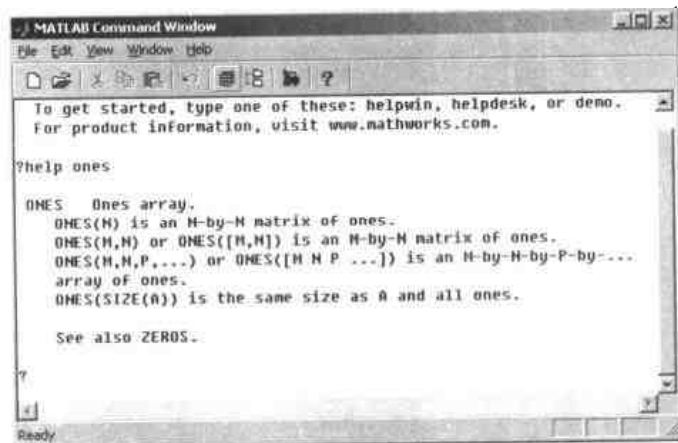 MATLAB Command Window
File Edit View Window Help
To get started, type one of these: helpwin, helpdesk, or demo.
For product information, visit www.mathworks.com.
?help ones
ONES Ones array.
ONES(N) is an N-by-N matrix of ones.
ONES(M,N) or ONES([M,N]) is an M-by-N matrix of ones.
ONES(M,N,P,...) or ONES([M N P ...]) is an M-by-N-by-P-by-...
array of ones.
ONES(SIZE(A)) is the same size as A and all ones.
See also ZEROS.
?
Ready